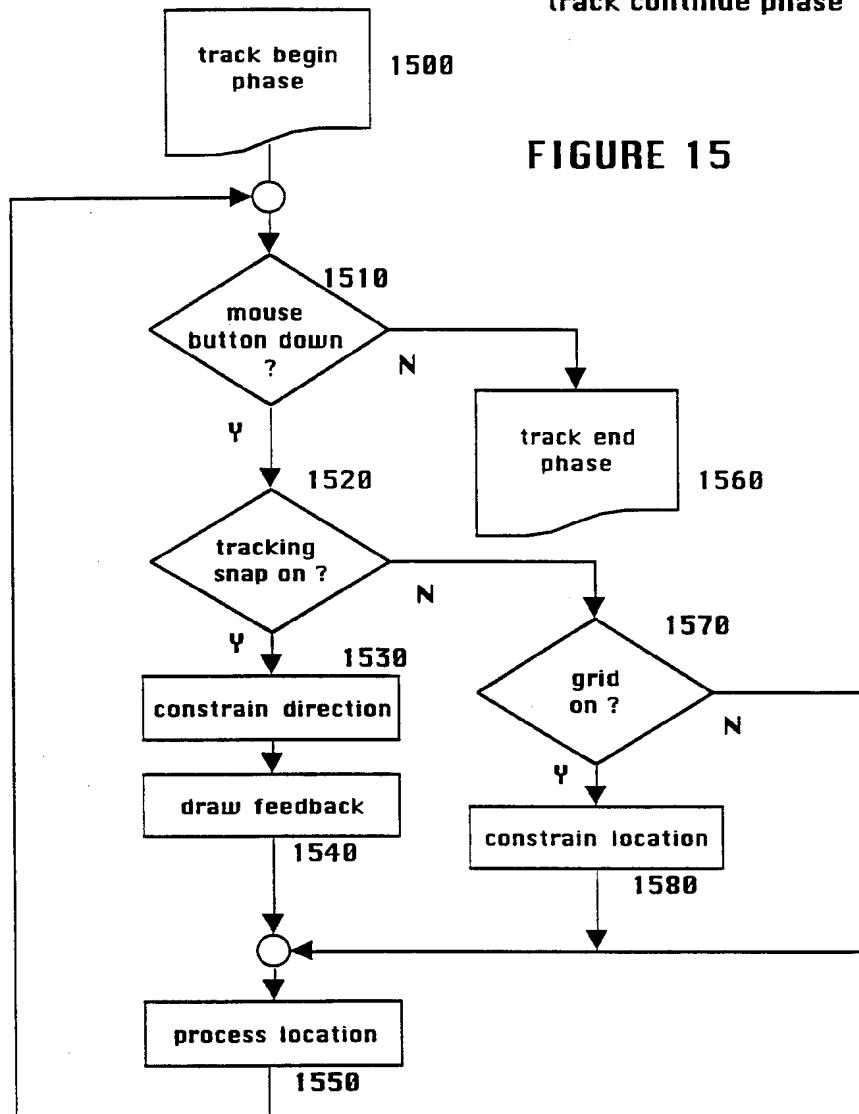 track continue phase
track begin
phase
1500
FIGURE 15
1510
mouse
button down
?
N
Y
track end
phase
1560
1520
tracking
snap on ?
N
Y
1570
grid
on ?
N
Y
1530
constrain direction
draw feedback
1540
constrain location
1580
process location
1550